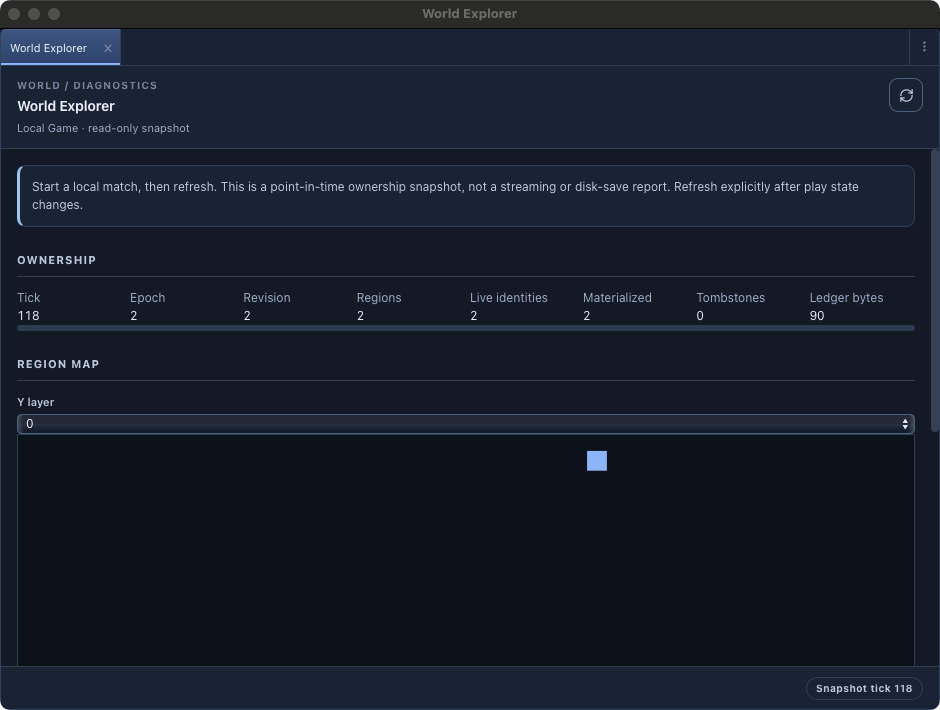 World Explorer
World Explorer
WORLD / DIAGNOSTICS
World Explorer
Local Game · read-only snapshot
Start a local match, then refresh. This is a point-in-time ownership snapshot, not a streaming or disk-save report. Refresh explicitly after play state
changes.
OWNERSHIP
Tick Epoch Revision Regions Live identities Materialized Tombstones Ledger bytes
118 2 2 2 2 2 0 90
REGION MAP
Y layer
0
Snapshot tick 118